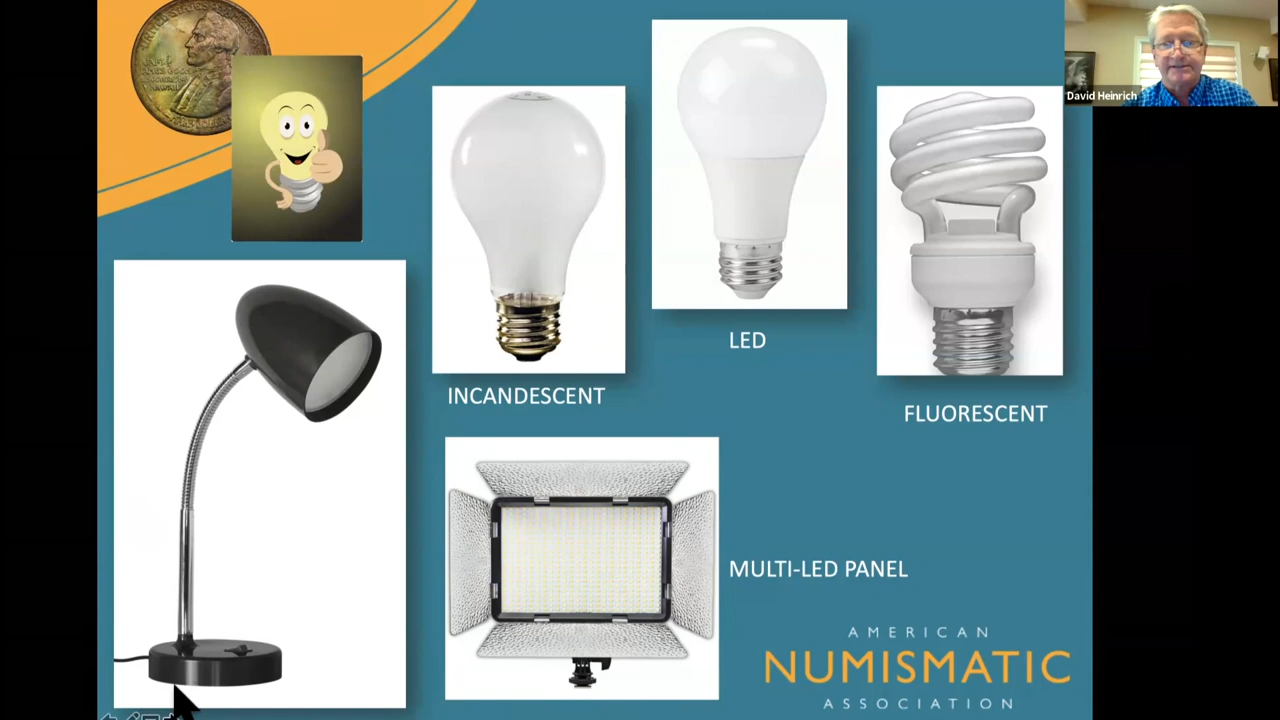 David Heinrich
LED
INCANDESCENT
FLUORESCENT
MULTI-LED PANEL
AMERICAN
NUMISMATIC
ASSOCIATION